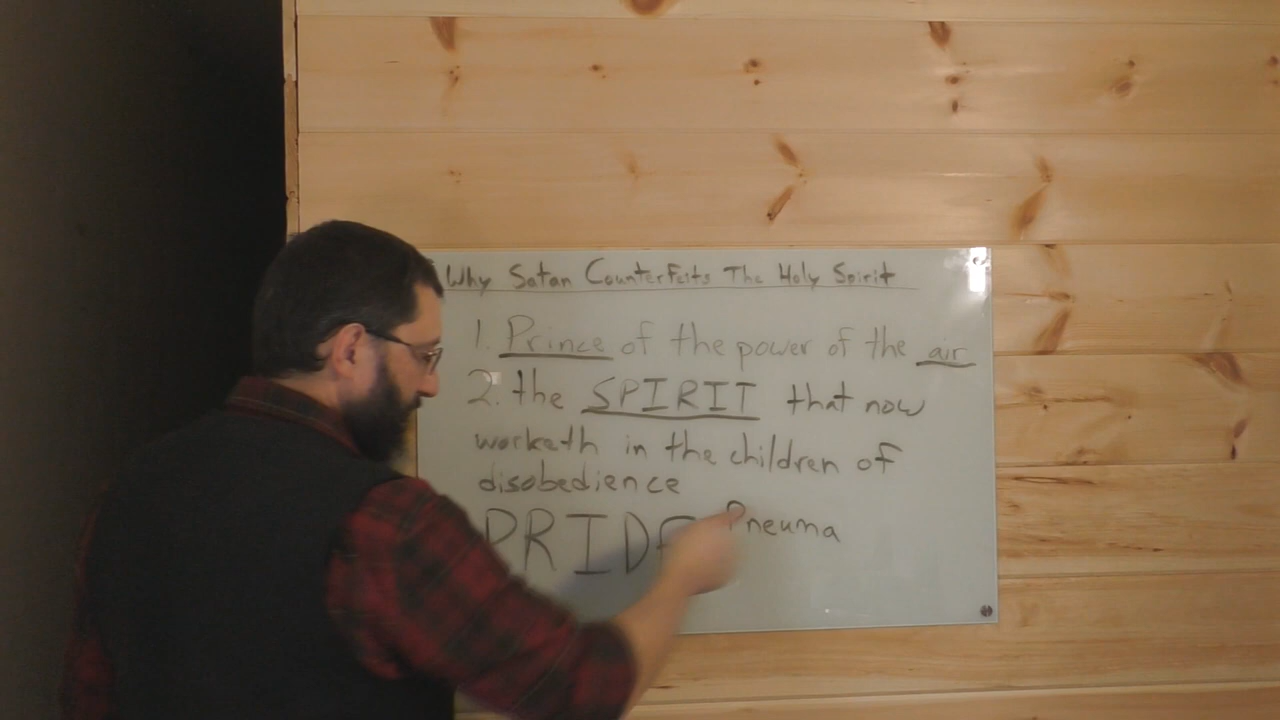 Why Satan Counterfeits The Holy Spirit
1. Prince of the power of the air
2. the SPIRIT that now
worketh in the children of
disobedience
PRIDE Pneuma